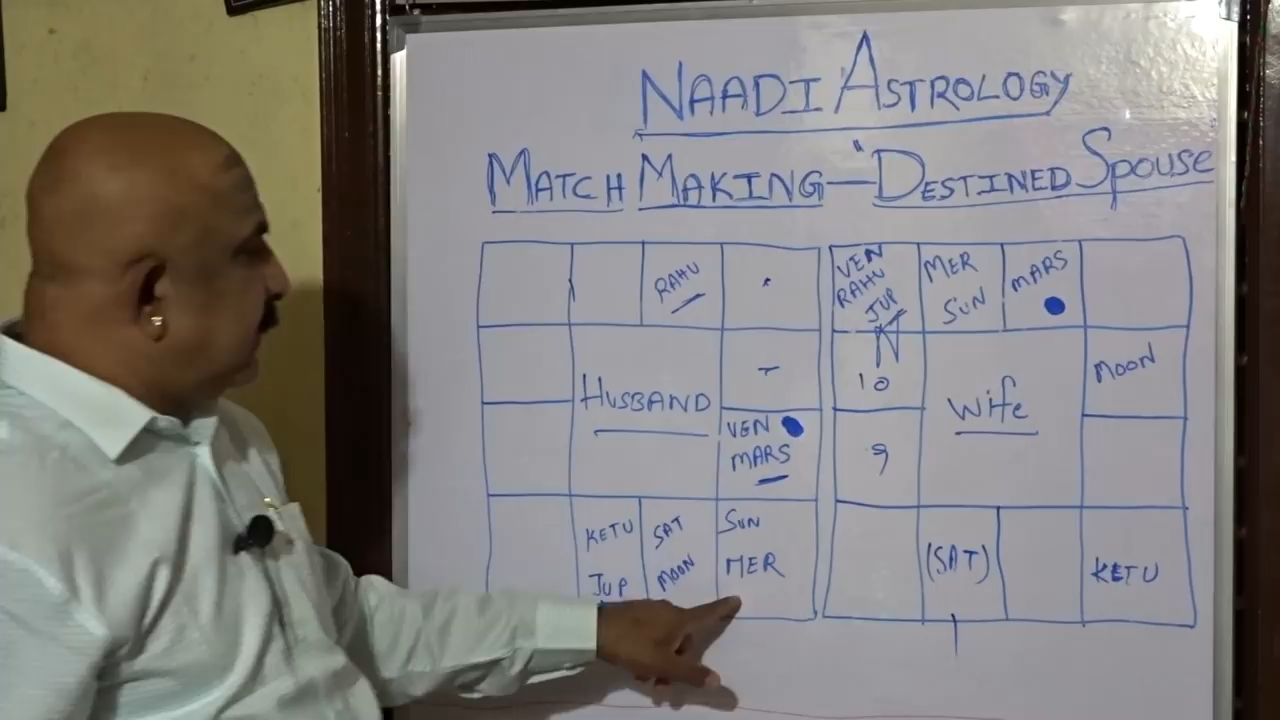 NAADI ASTROLOGY
MATCH MAKING - "DESTINED SPOUSE
RAHU
HUSBAND
VEN
MARS
KETU
JUP
SAT
MOON
SUN
MER
VEN
RAHU
JUP
MER
SUN
MARS
10
9
Wife
MOON
(SAT)
KETU